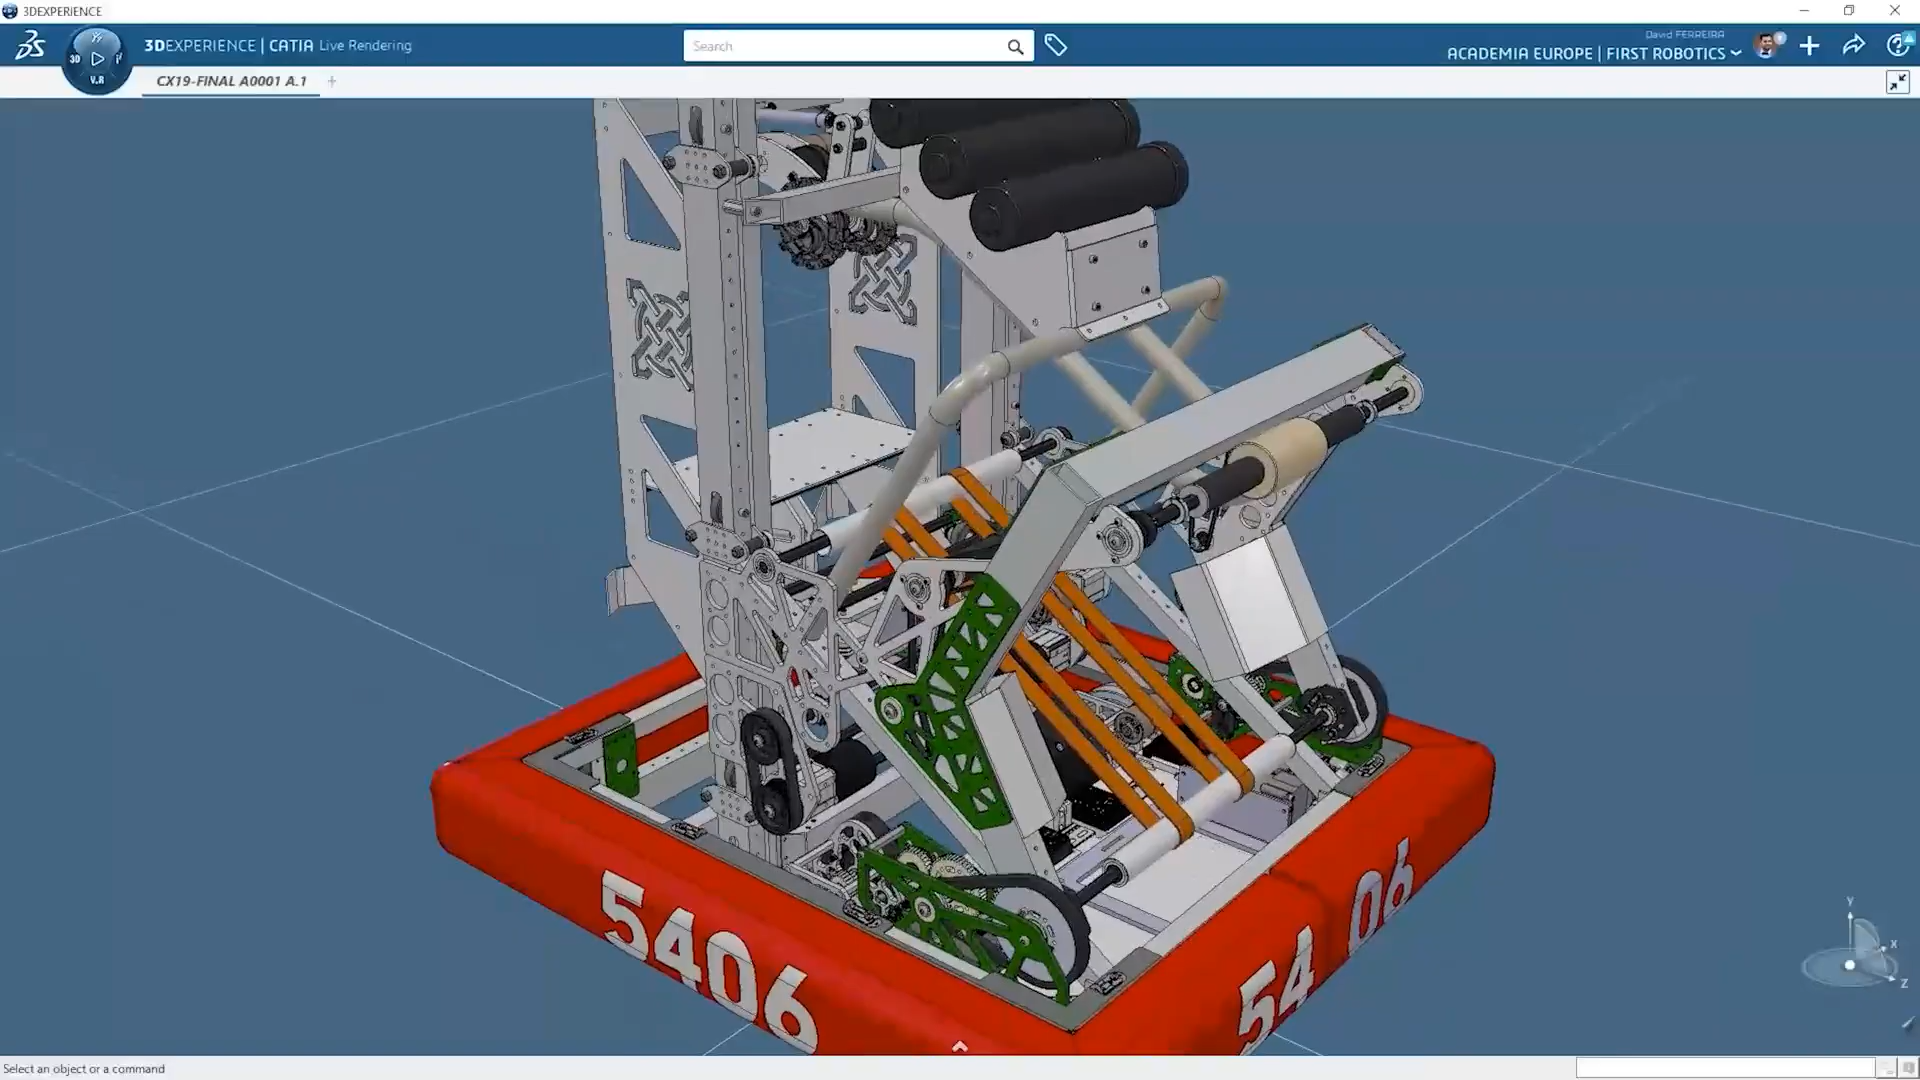 3DEXPERIENCE
3DEXPERIENCE | CATIA Live Rendering
3D
V.R
Search
David FERREIRA
ACADEMIA EUROPE | FIRST ROBOTICS
CX19-FINAL A0001 A.1
5406
54 06
Y
X
Z
Select an object or a command